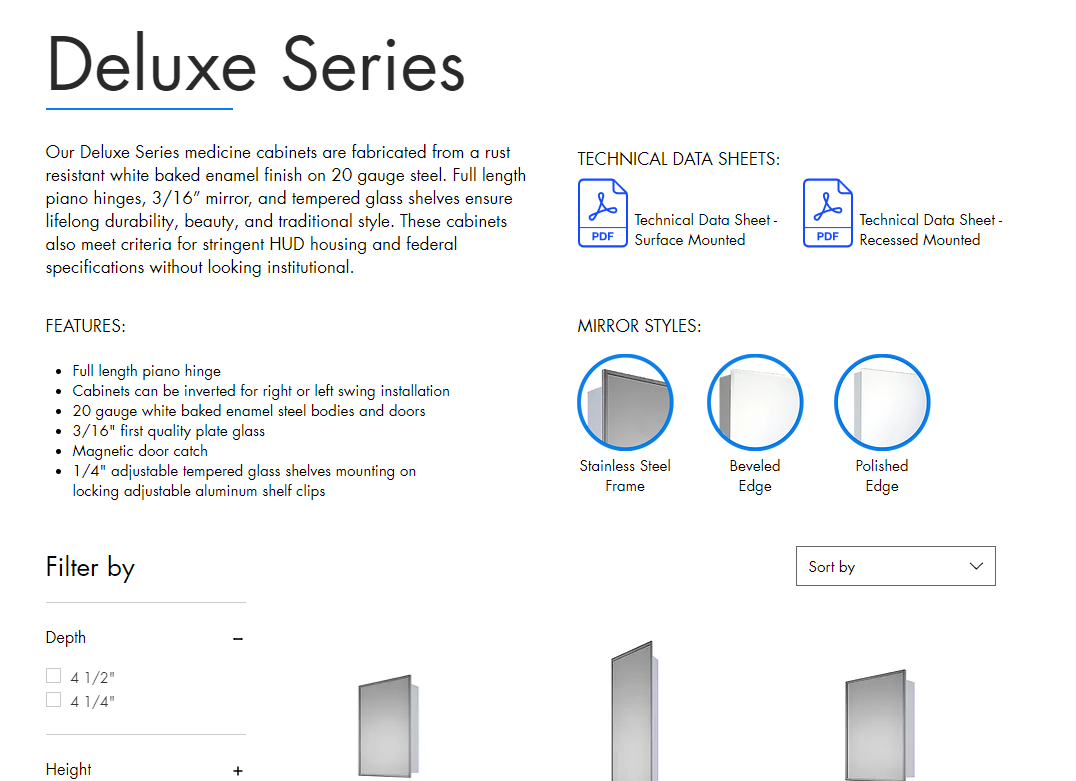 Deluxe Series
Our Deluxe Series medicine cabinets are fabricated from a rust
resistant white baked enamel finish on 20 gauge steel. Full length
piano hinges, 3/16” mirror, and tempered glass shelves ensure
lifelong durability, beauty, and traditional style. These cabinets
also meet criteria for stringent HUD housing and federal
specifications without looking institutional.
TECHNICAL DATA SHEETS:
PDF
Technical Data Sheet -
Surface Mounted
PDF
Technical Data Sheet -
Recessed Mounted
FEATURES:
• Full length piano hinge
• Cabinets can be inverted for right or left swing installation
• 20 gauge white baked enamel steel bodies and doors
• 3/16" first quality plate glass
• Magnetic door catch
• 1/4" adjustable tempered glass shelves mounting on
locking adjustable aluminum shelf clips
MIRROR STYLES:
Stainless Steel
Frame
Beveled
Edge
Polished
Edge
Filter by
Sort by
Depth –
4 1/2"
4 1/4"
Height +